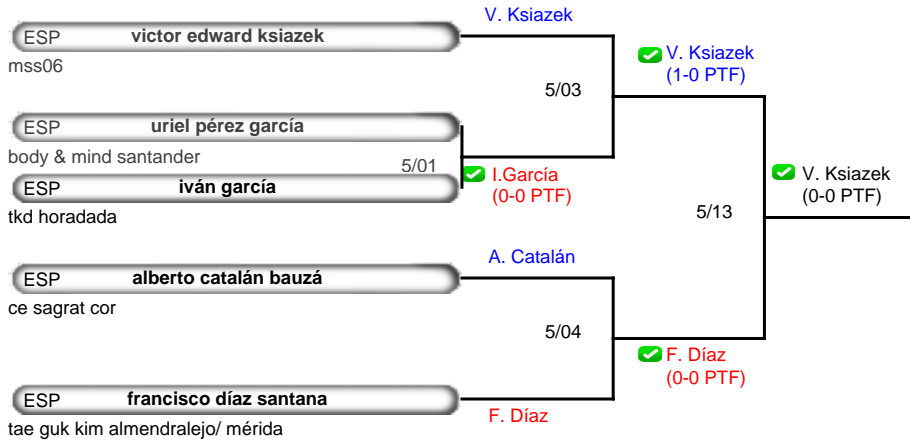 V. Ksiazek
ESP victor edward ksiazek
mss06
V. Ksiazek
(1-0 PTF)
5/03
ESP uriel pérez garcía
body & mind santander
5/01
I.García
(0-0 PTF)
ESP iván garcía
tkd horadada
V. Ksiazek
(0-0 PTF)
5/13
A. Catalán
ESP alberto catalán bauzá
ce sagrat cor
5/04
F. Díaz
(0-0 PTF)
ESP francisco díaz santana
F. Díaz
tae guk kim almendralejo/ mérida